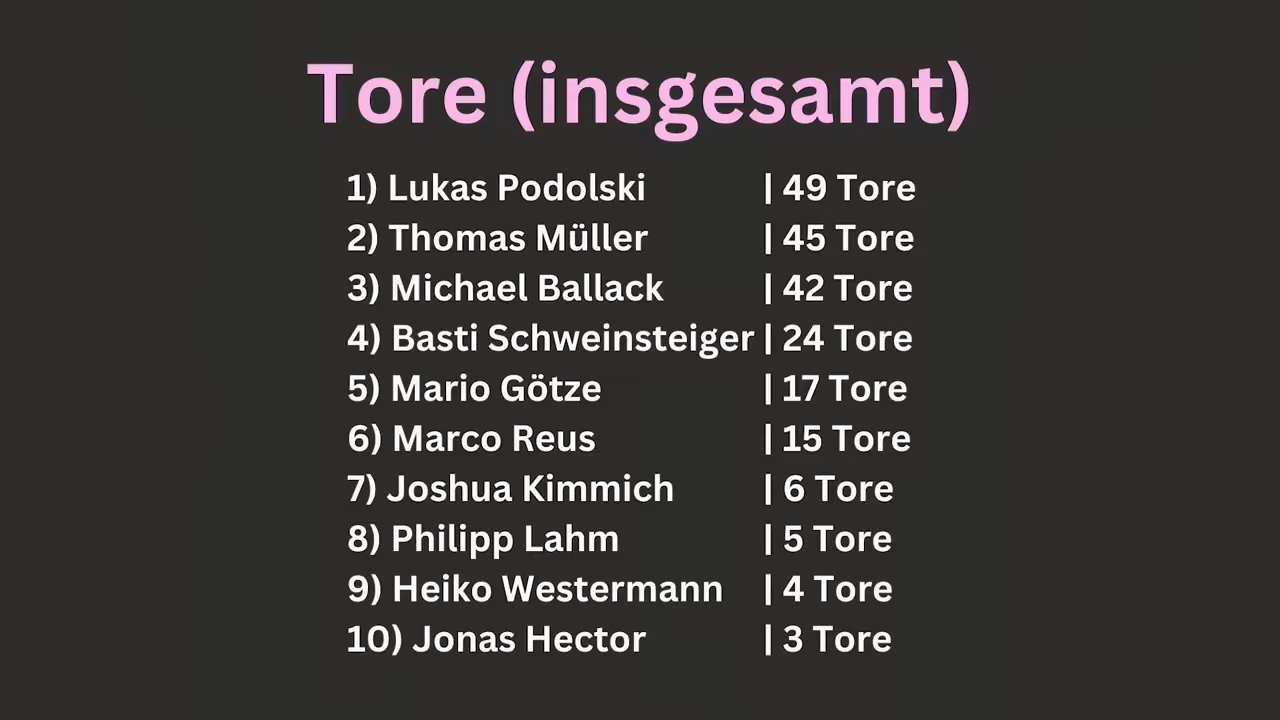 Tore (insgesamt)
1) Lukas Podolski | 49 Tore
2) Thomas Müller | 45 Tore
3) Michael Ballack | 42 Tore
4) Basti Schweinsteiger | 24 Tore
5) Mario Götze | 17 Tore
6) Marco Reus | 15 Tore
7) Joshua Kimmich | 6 Tore
8) Philipp Lahm | 5 Tore
9) Heiko Westermann | 4 Tore
10) Jonas Hector | 3 Tore